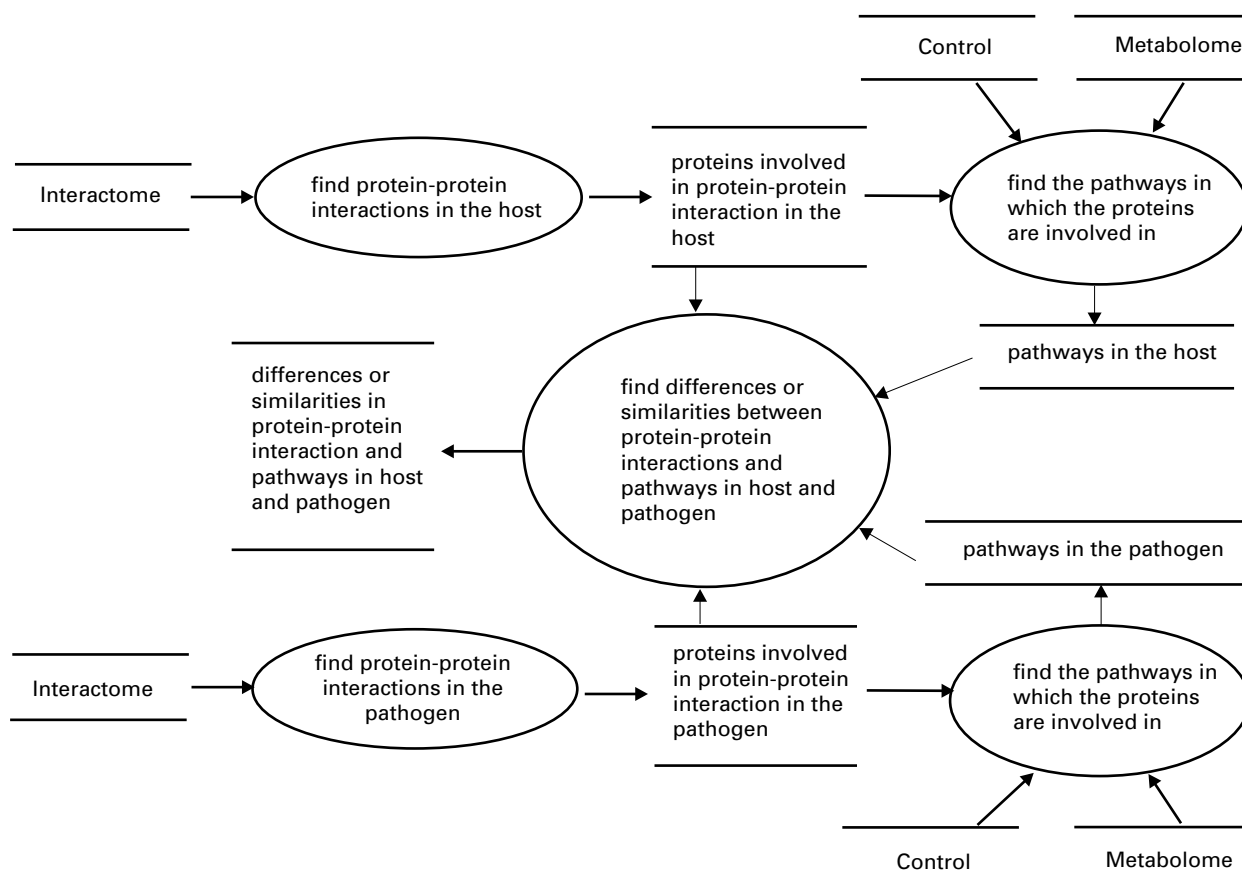 Control
Metabolome
Interactome
find protein-protein
interactions in the host
proteins involved
in protein-protein
interaction in the
host
find the pathways in
which the proteins
are involved in
pathways in the host
differences or
similarities in
protein-protein
interaction and
pathways in host
and pathogen
find differences or
similarities between
protein-protein
interactions and
pathways in host and
pathogen
pathways in the pathogen
Interactome
find protein-protein
interactions in the
pathogen
proteins involved
in protein-protein
interaction in the
pathogen
find the pathways in
which the proteins
are involved in
Control
Metabolome